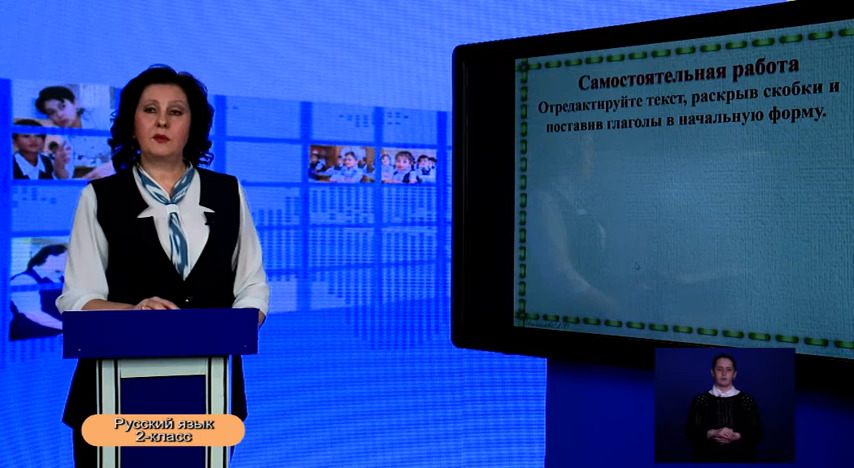 Самостоятельная работа
Отредактируйте текст, раскрыв скобки и
поставив глаголы в начальную форму.
Русский язык
2-класс